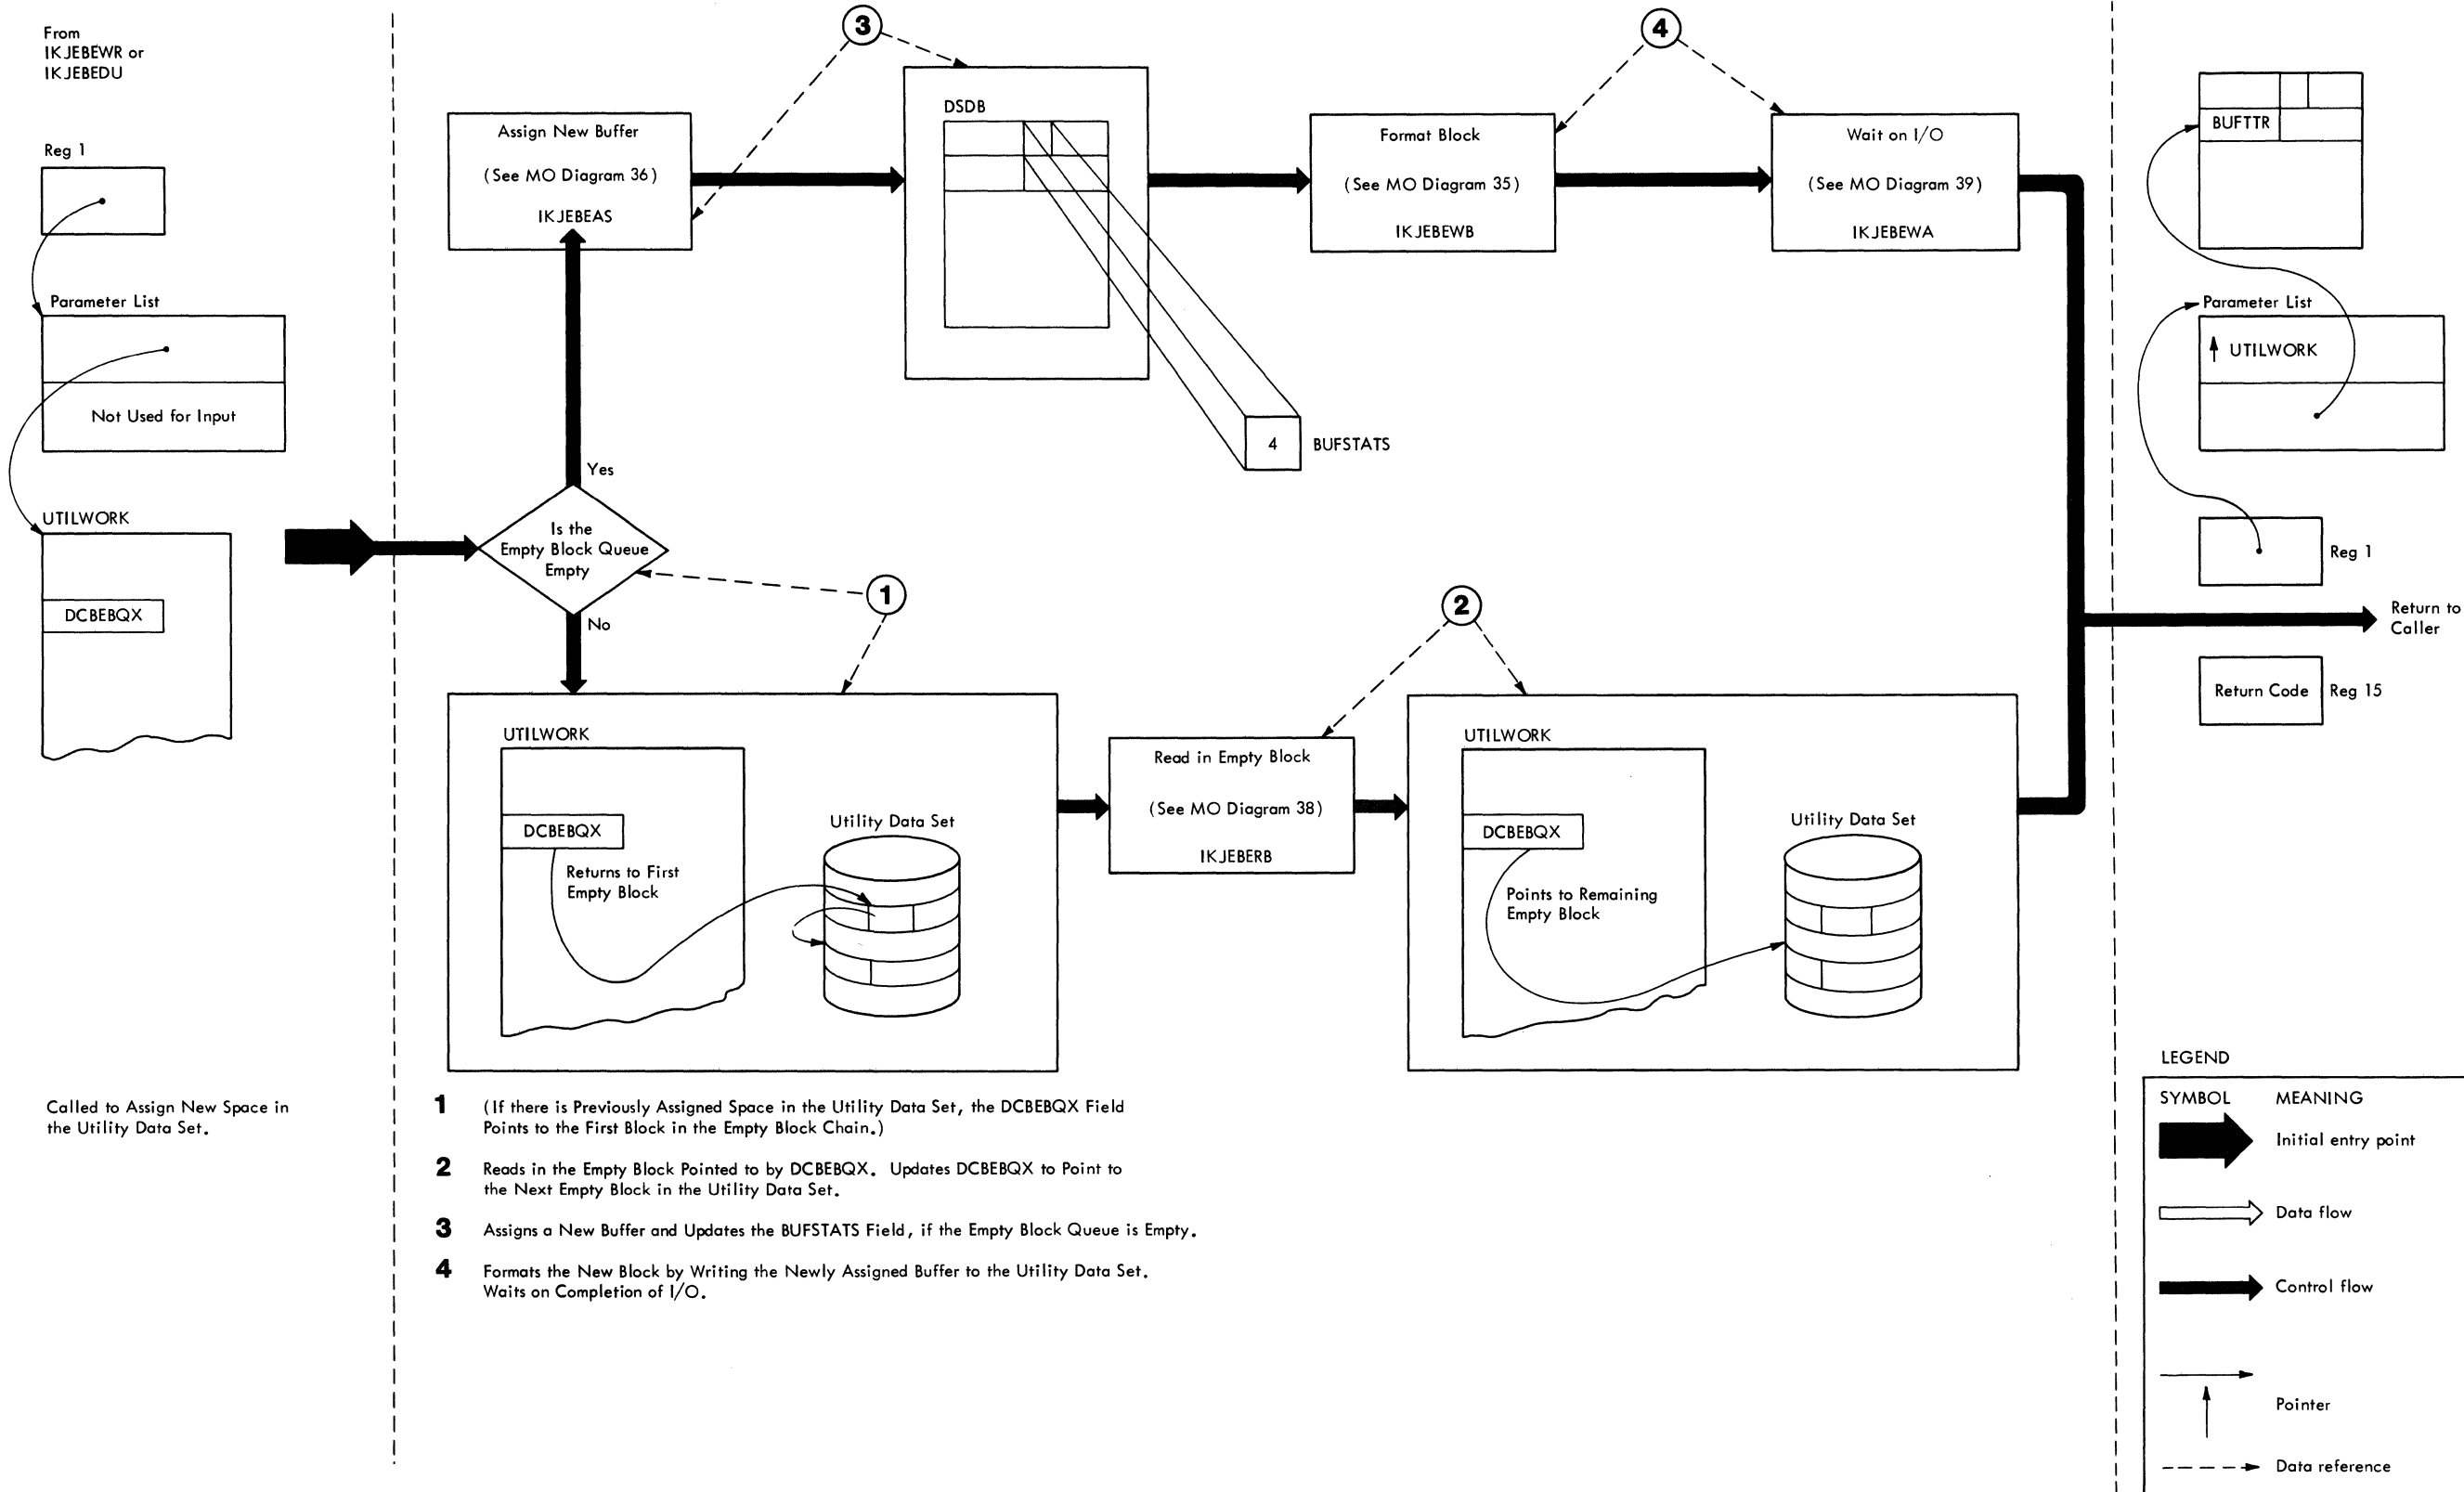 From
IKJEBEWR or
IKJEBEDU
Reg 1
Parameter List
Not Used for Input
UTILWORK
DCBEBQX
Called to Assign New Space in
the Utility Data Set.
3
Assign New Buffer
(See MO Diagram 36)
IKJEBEAS
DSDB
4
BUFSTATS
4
Format Block
(See MO Diagram 35)
IKJEBEWB
Wait on I/O
(See MO Diagram 39)
IKJEBEWA
Yes
Is the
Empty Block Queue
Empty
No
1
2
UTILWORK
DCBEBQX
Returns to First
Empty Block
Utility Data Set
Read in Empty Block
(See MO Diagram 38)
IKJEBERB
UTILWORK
DCBEBQX
Points to Remaining
Empty Block
Utility Data Set
1 (If there is Previously Assigned Space in the Utility Data Set, the DCBEBQX Field
Points to the First Block in the Empty Block Chain.)
2 Reads in the Empty Block Pointed to by DCBEBQX. Updates DCBEBQX to Point to
the Next Empty Block in the Utility Data Set.
3 Assigns a New Buffer and Updates the BUFSTATS Field, if the Empty Block Queue is Empty.
4 Formats the New Block by Writing the Newly Assigned Buffer to the Utility Data Set.
Waits on Completion of I/O.
BUFTTR
Parameter List
UTILWORK
Reg 1
Return to
Caller
Return Code
Reg 15
LEGEND
SYMBOL MEANING
Initial entry point
Data flow
Control flow
Pointer
Data reference